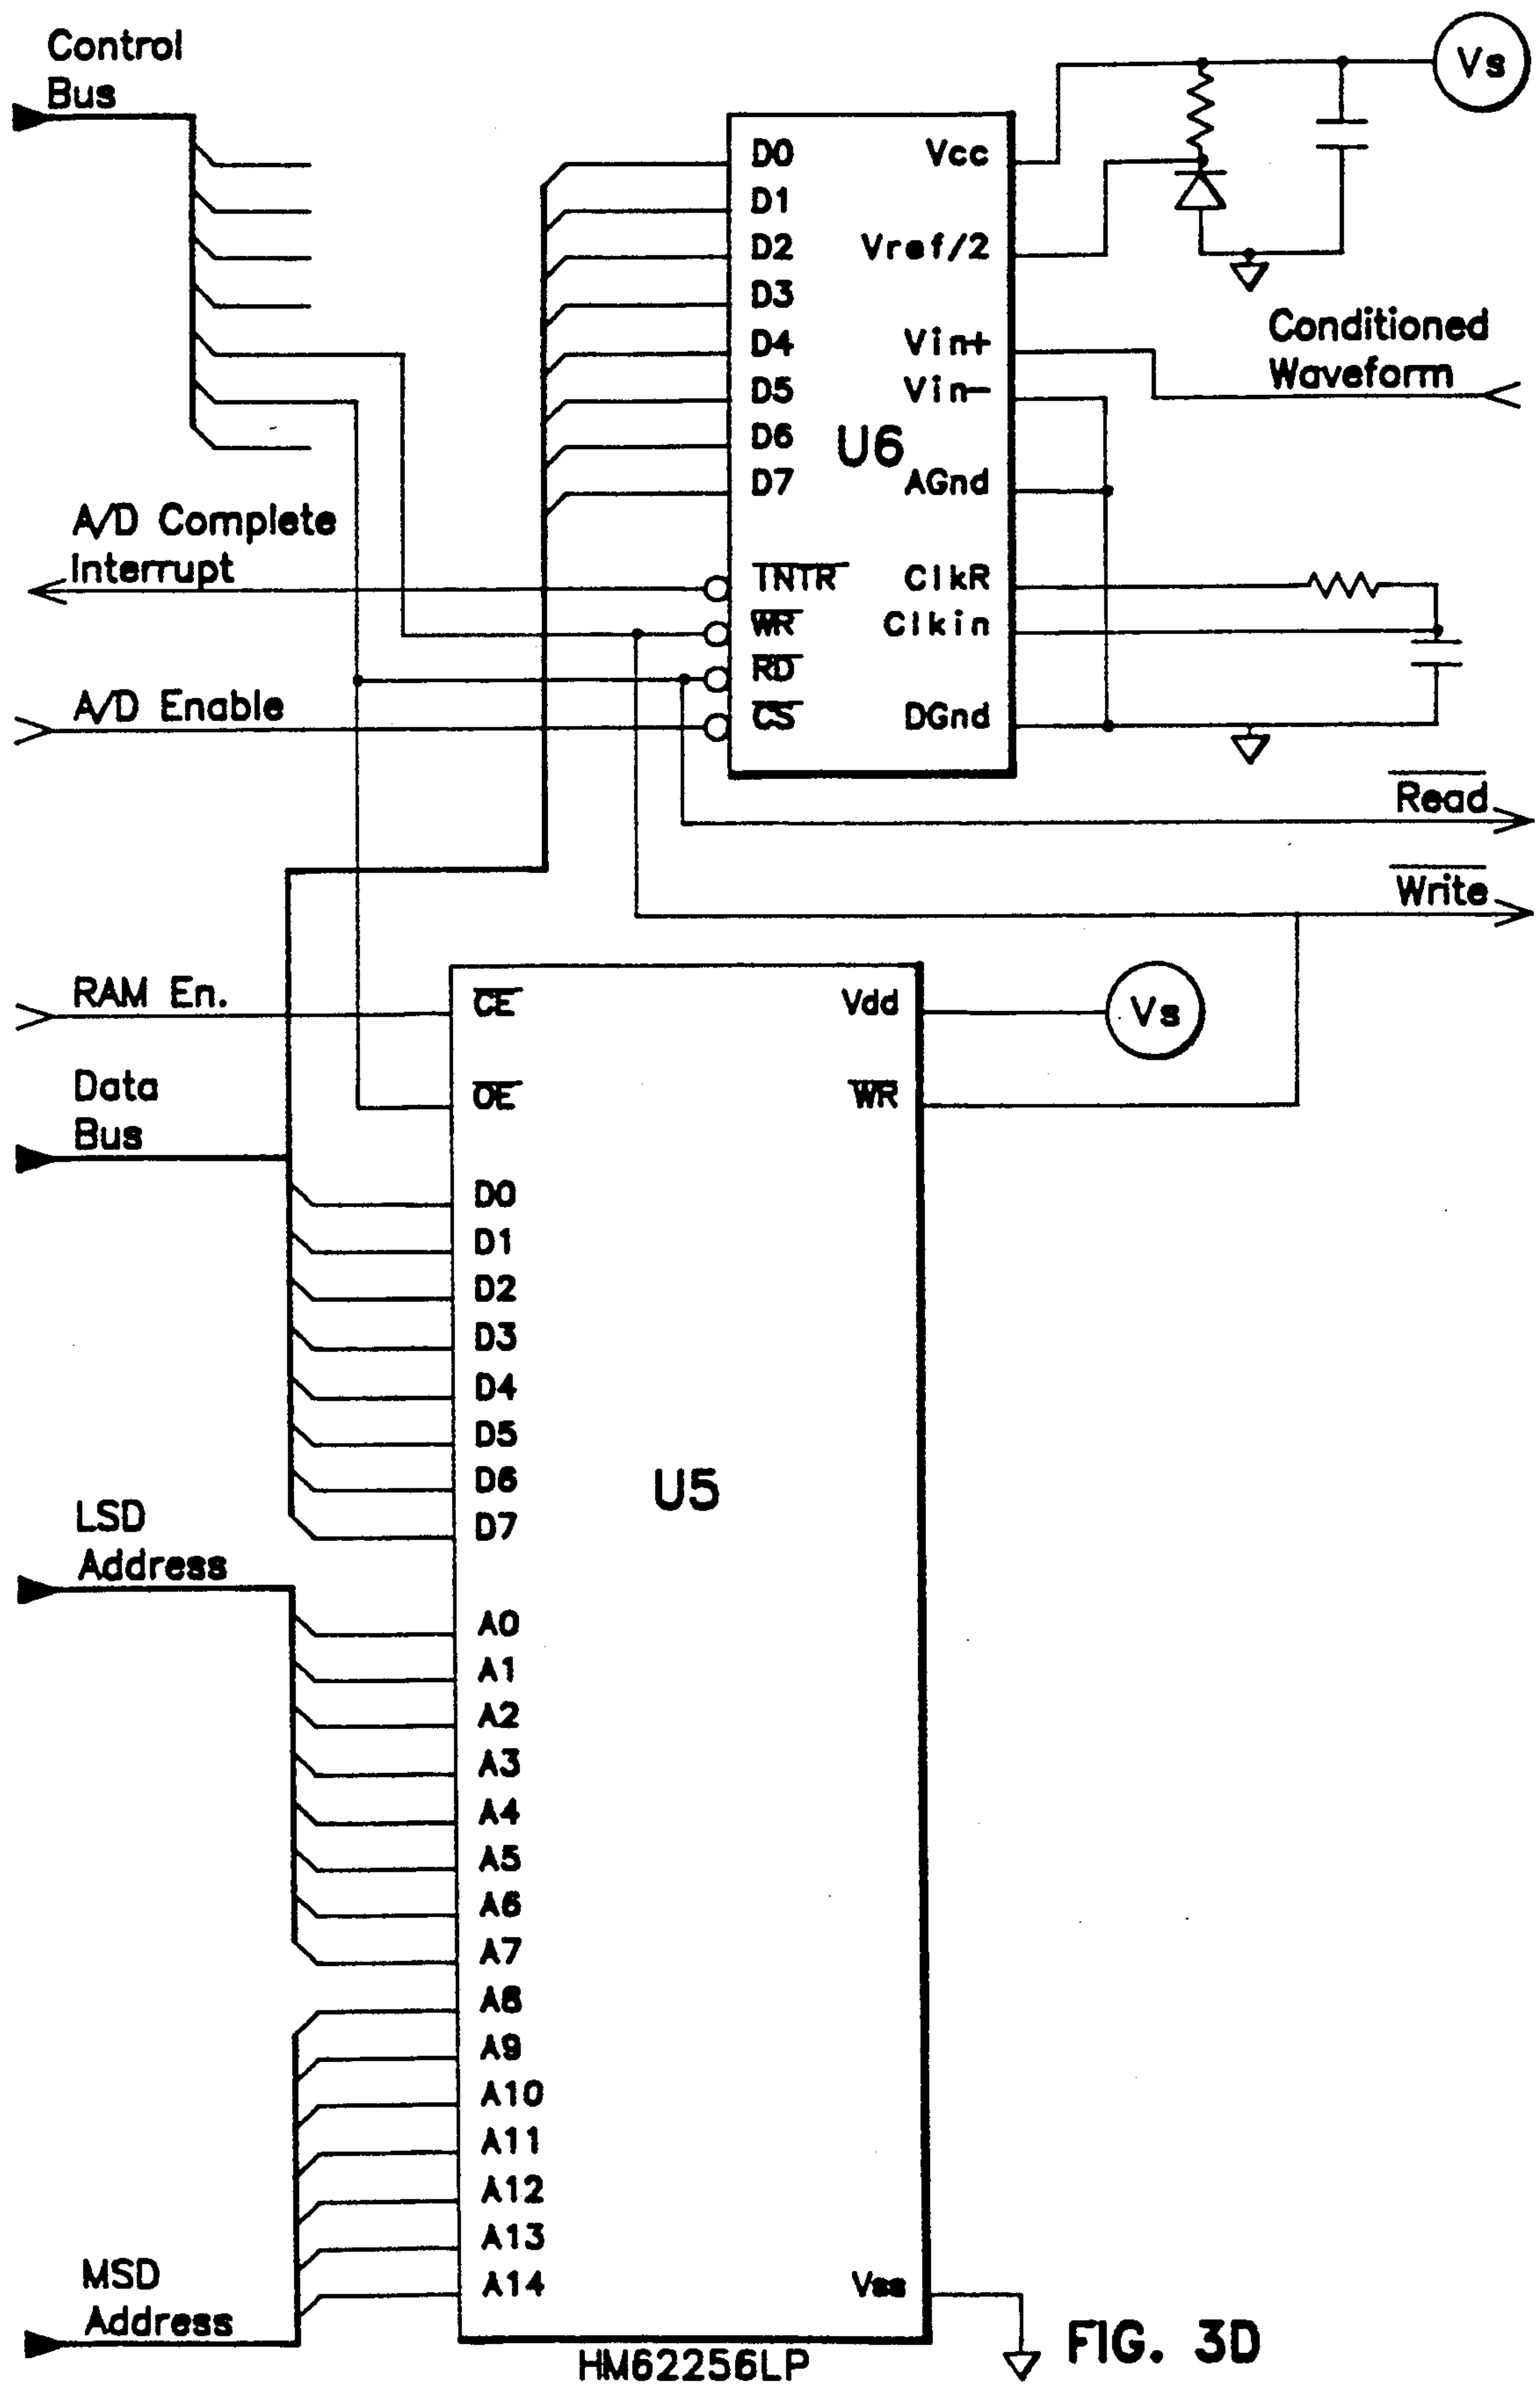 Control
Bus
Vs
D0
Vcc
D1
D2
Vref/2
D3
Conditioned
Waveform
D4
Vin+
D5
Vin-
D6
U6
D7
AGnd
A/D Complete
Interrupt
INTR
ClkR
WR
Clkin
RD
A/D Enable
CS
DGnd
Read
Write
RAM En.
CE
Vdd
Vs
Data
Bus
OE
WR
D0
D1
D2
D3
D4
D5
D6
U5
D7
LSD
Address
A0
A1
A2
A3
A4
A5
A6
A7
A8
A9
A10
A11
A12
A13
MSD
Address
A14
Vss
HM62256LP
FIG. 3D